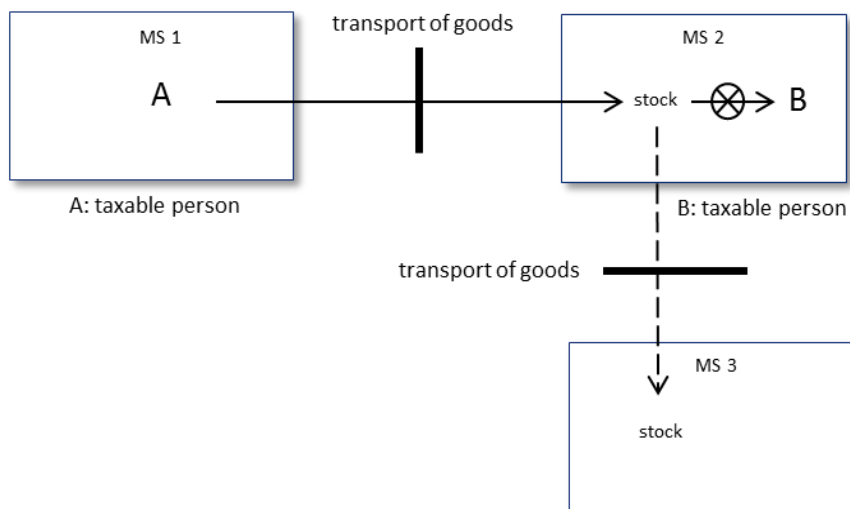 transport of goods
MS 1
MS 2
A
stock
B
A: taxable person
B: taxable person
transport of goods
MS 3
stock